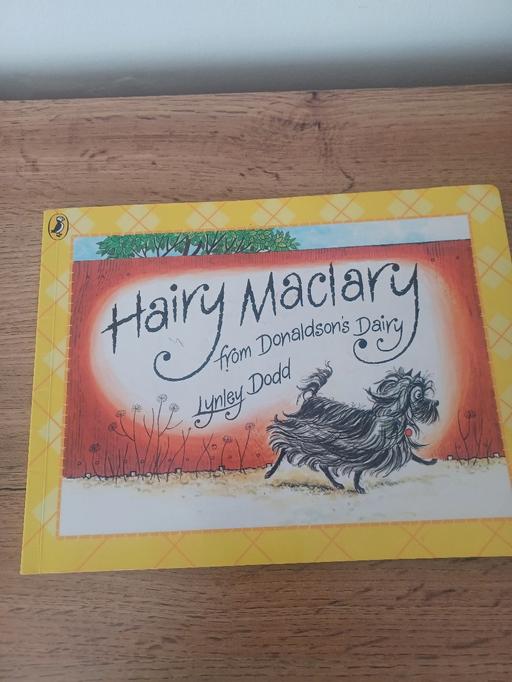 Hairy Maclary
from Donaldson's Dairy
Lynley Dodd